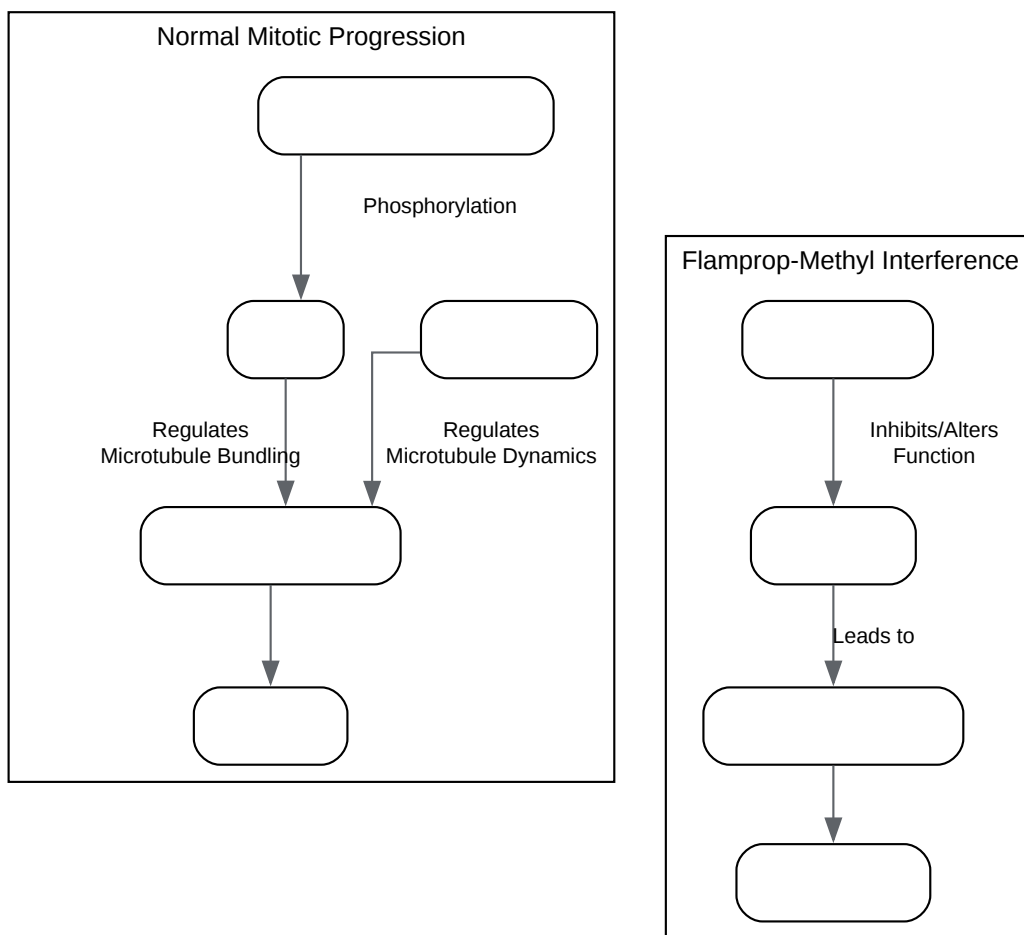 Normal Mitotic Progression
Phosphorylation
Flamprop-Methyl Interference
Regulates
Microtubule Bundling
Regulates
Microtubule Dynamics
Inhibits/Alters
Function
Leads to